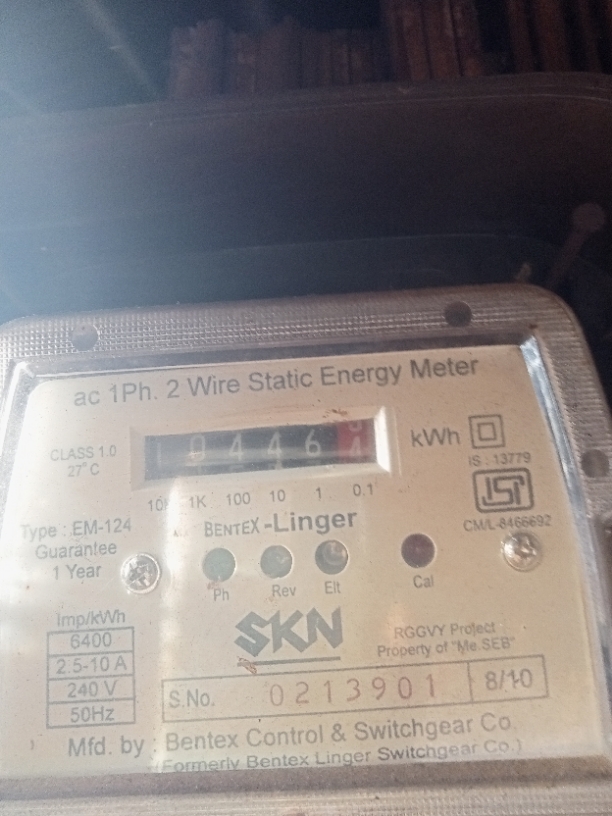 ac 1Ph. 2 Wire Static Energy Meter
CLASS 1.0
27°C
1 0 4 4 6 4
kWh
IS : 13779
10K 1K 100 10 1 0.1
ISI
CM/L-8466692
BENTEX-Linger
Type : EM-124
Guarantee
1 Year
Ph Rev Elt Cal
Imp/kWh
6400
2.5-10 A
240 V
50Hz
SKN
RGGVY Project
Property of "Me.SEB"
S.No. 0213901 8/10
Mfd. by : Bentex Control & Switchgear Co.
(Formerly Bentex Linger Switchgear Co.)